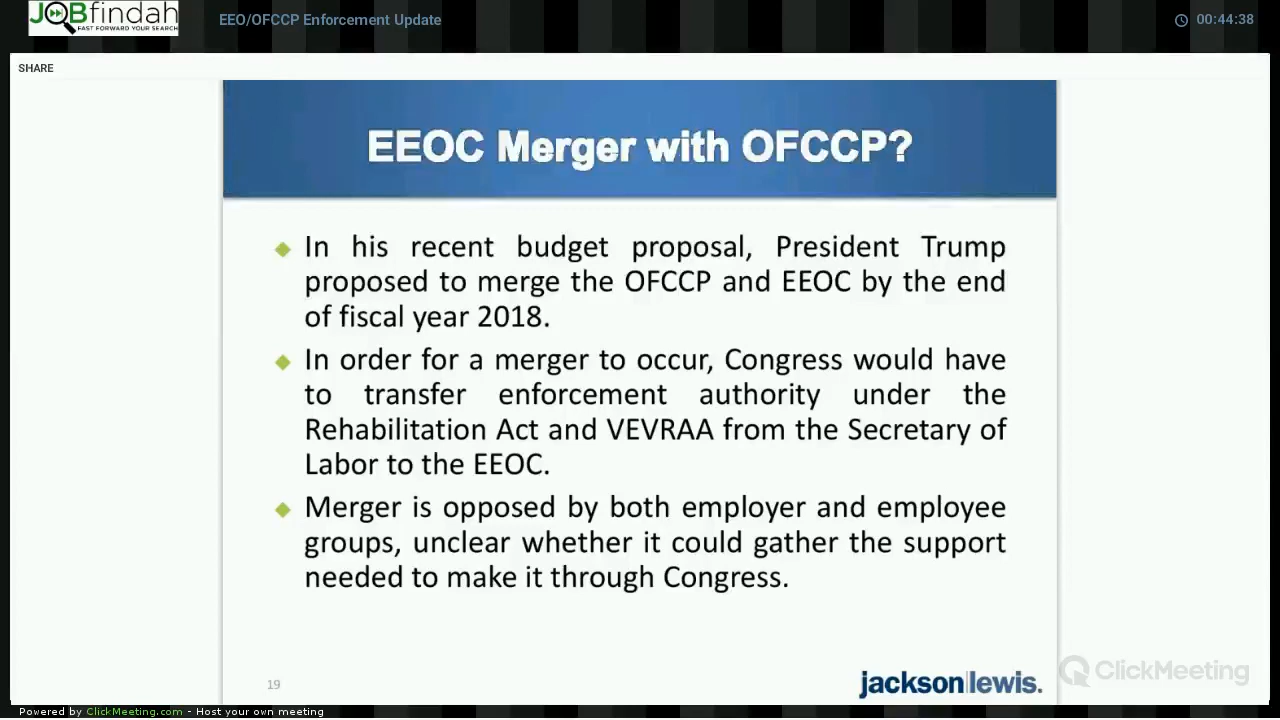 JOBfindah
FAST FORWARD YOUR SEARCH
EEO/OFCCP Enforcement Update
00:44:38
SHARE
EEOC Merger with OFCCP?
In his recent budget proposal, President Trump
proposed to merge the OFCCP and EEOC by the end
of fiscal year 2018.
In order for a merger to occur, Congress would have
to transfer enforcement authority under the
Rehabilitation Act and VEVRAA from the Secretary of
Labor to the EEOC.
Merger is opposed by both employer and employee
groups, unclear whether it could gather the support
needed to make it through Congress.
19
jackson|lewis.
ClickMeeting
Powered by ClickMeeting.com - Host your own meeting